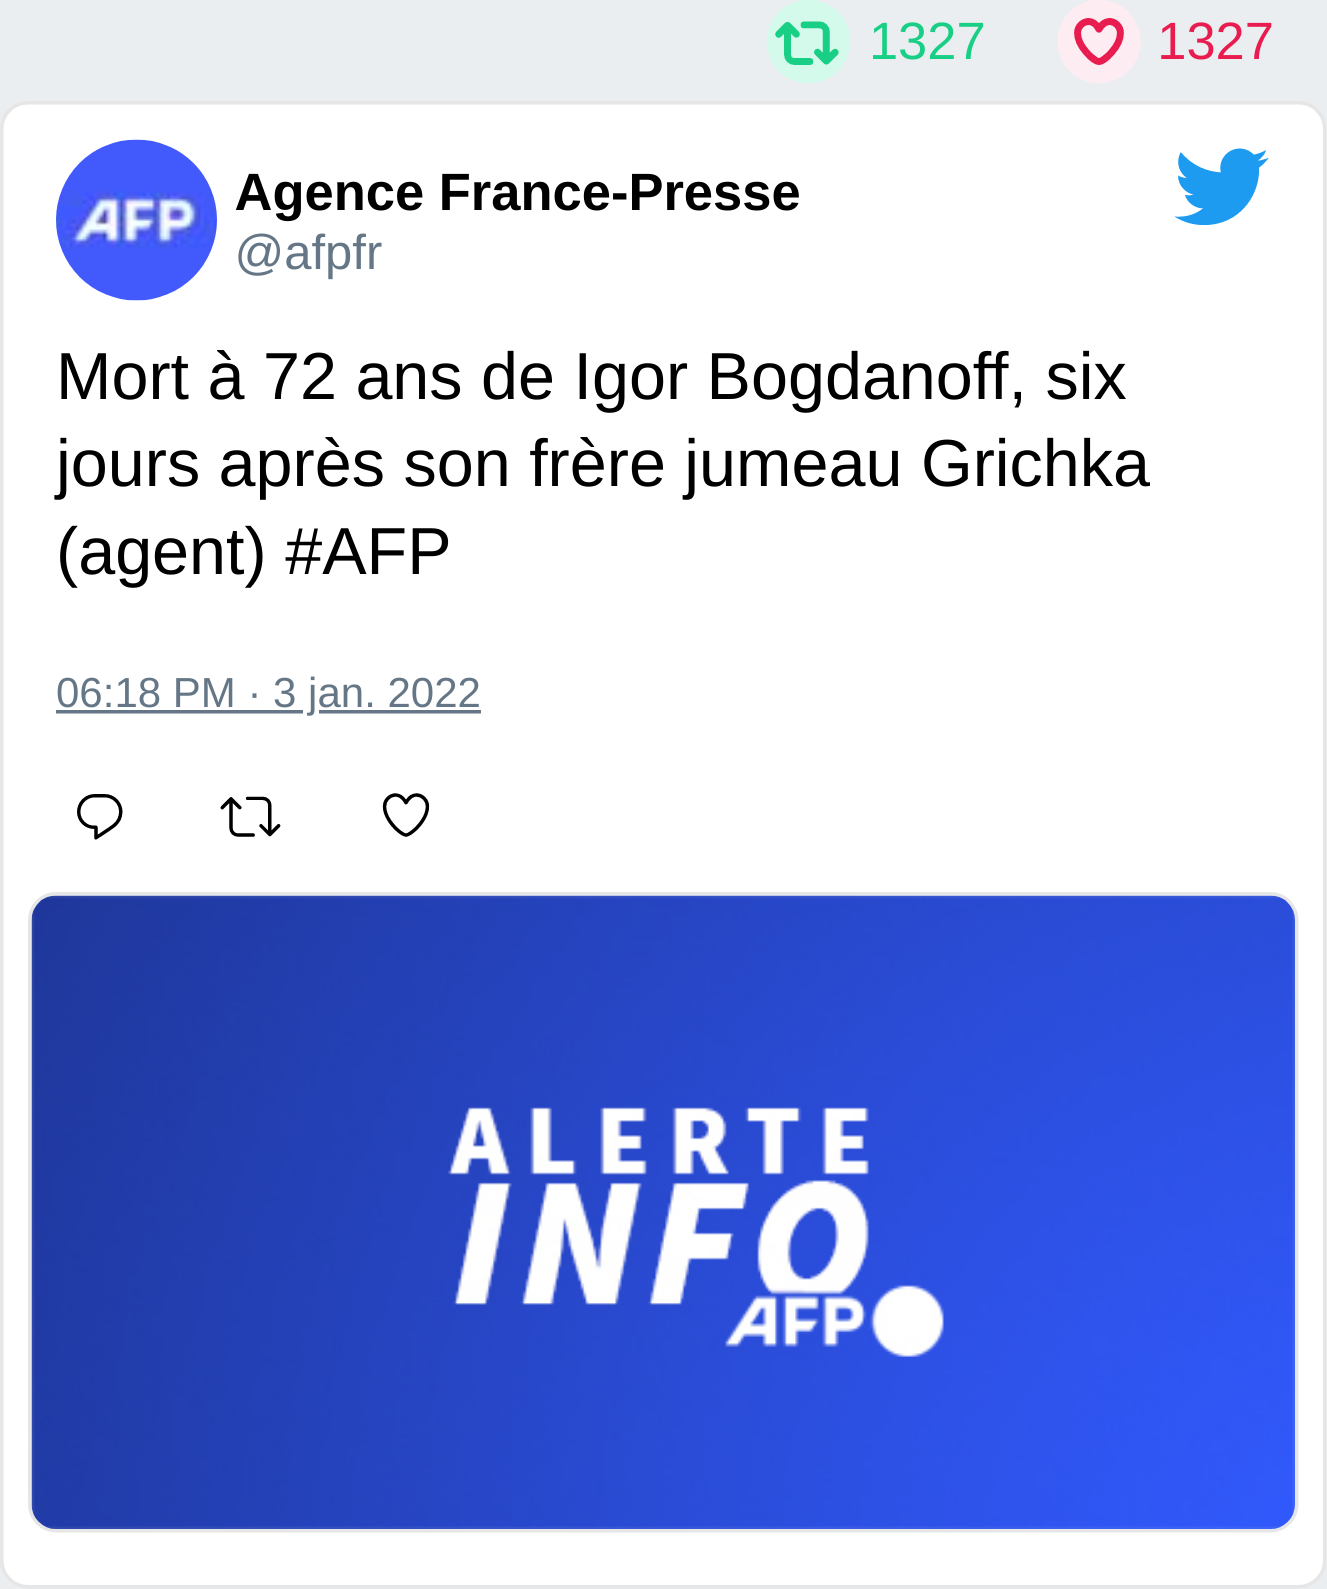 1327 1327
AFP
Agence France-Presse
@afpfr
Mort à 72 ans de Igor Bogdanoff, six
jours après son frère jumeau Grichka
(agent) #AFP
06:18 PM · 3 jan. 2022
ALERTE
INFO
AFP